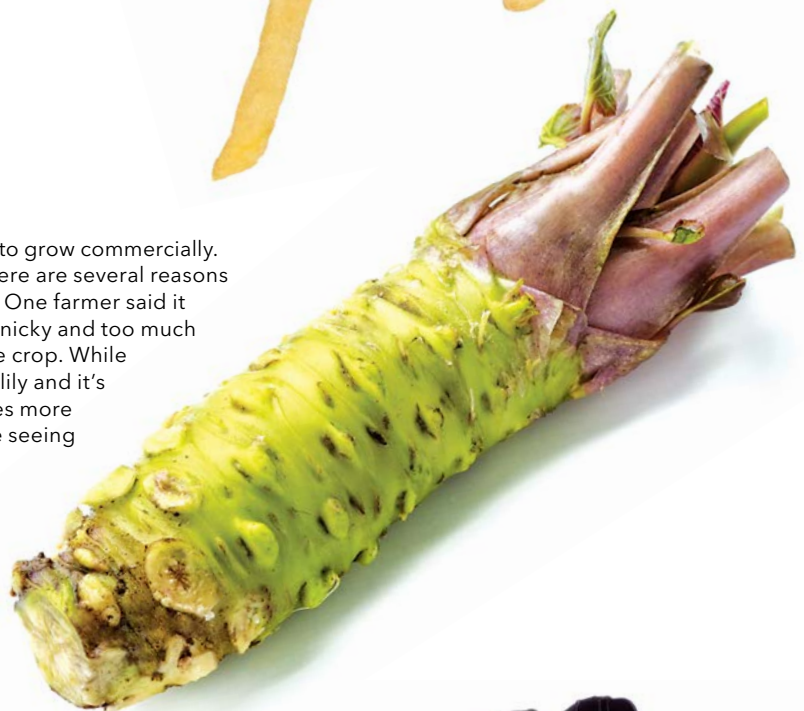 to grow commercially.
ere are several reasons
One farmer said it
nicky and too much
e crop. While
lily and it's
es more
e seeing